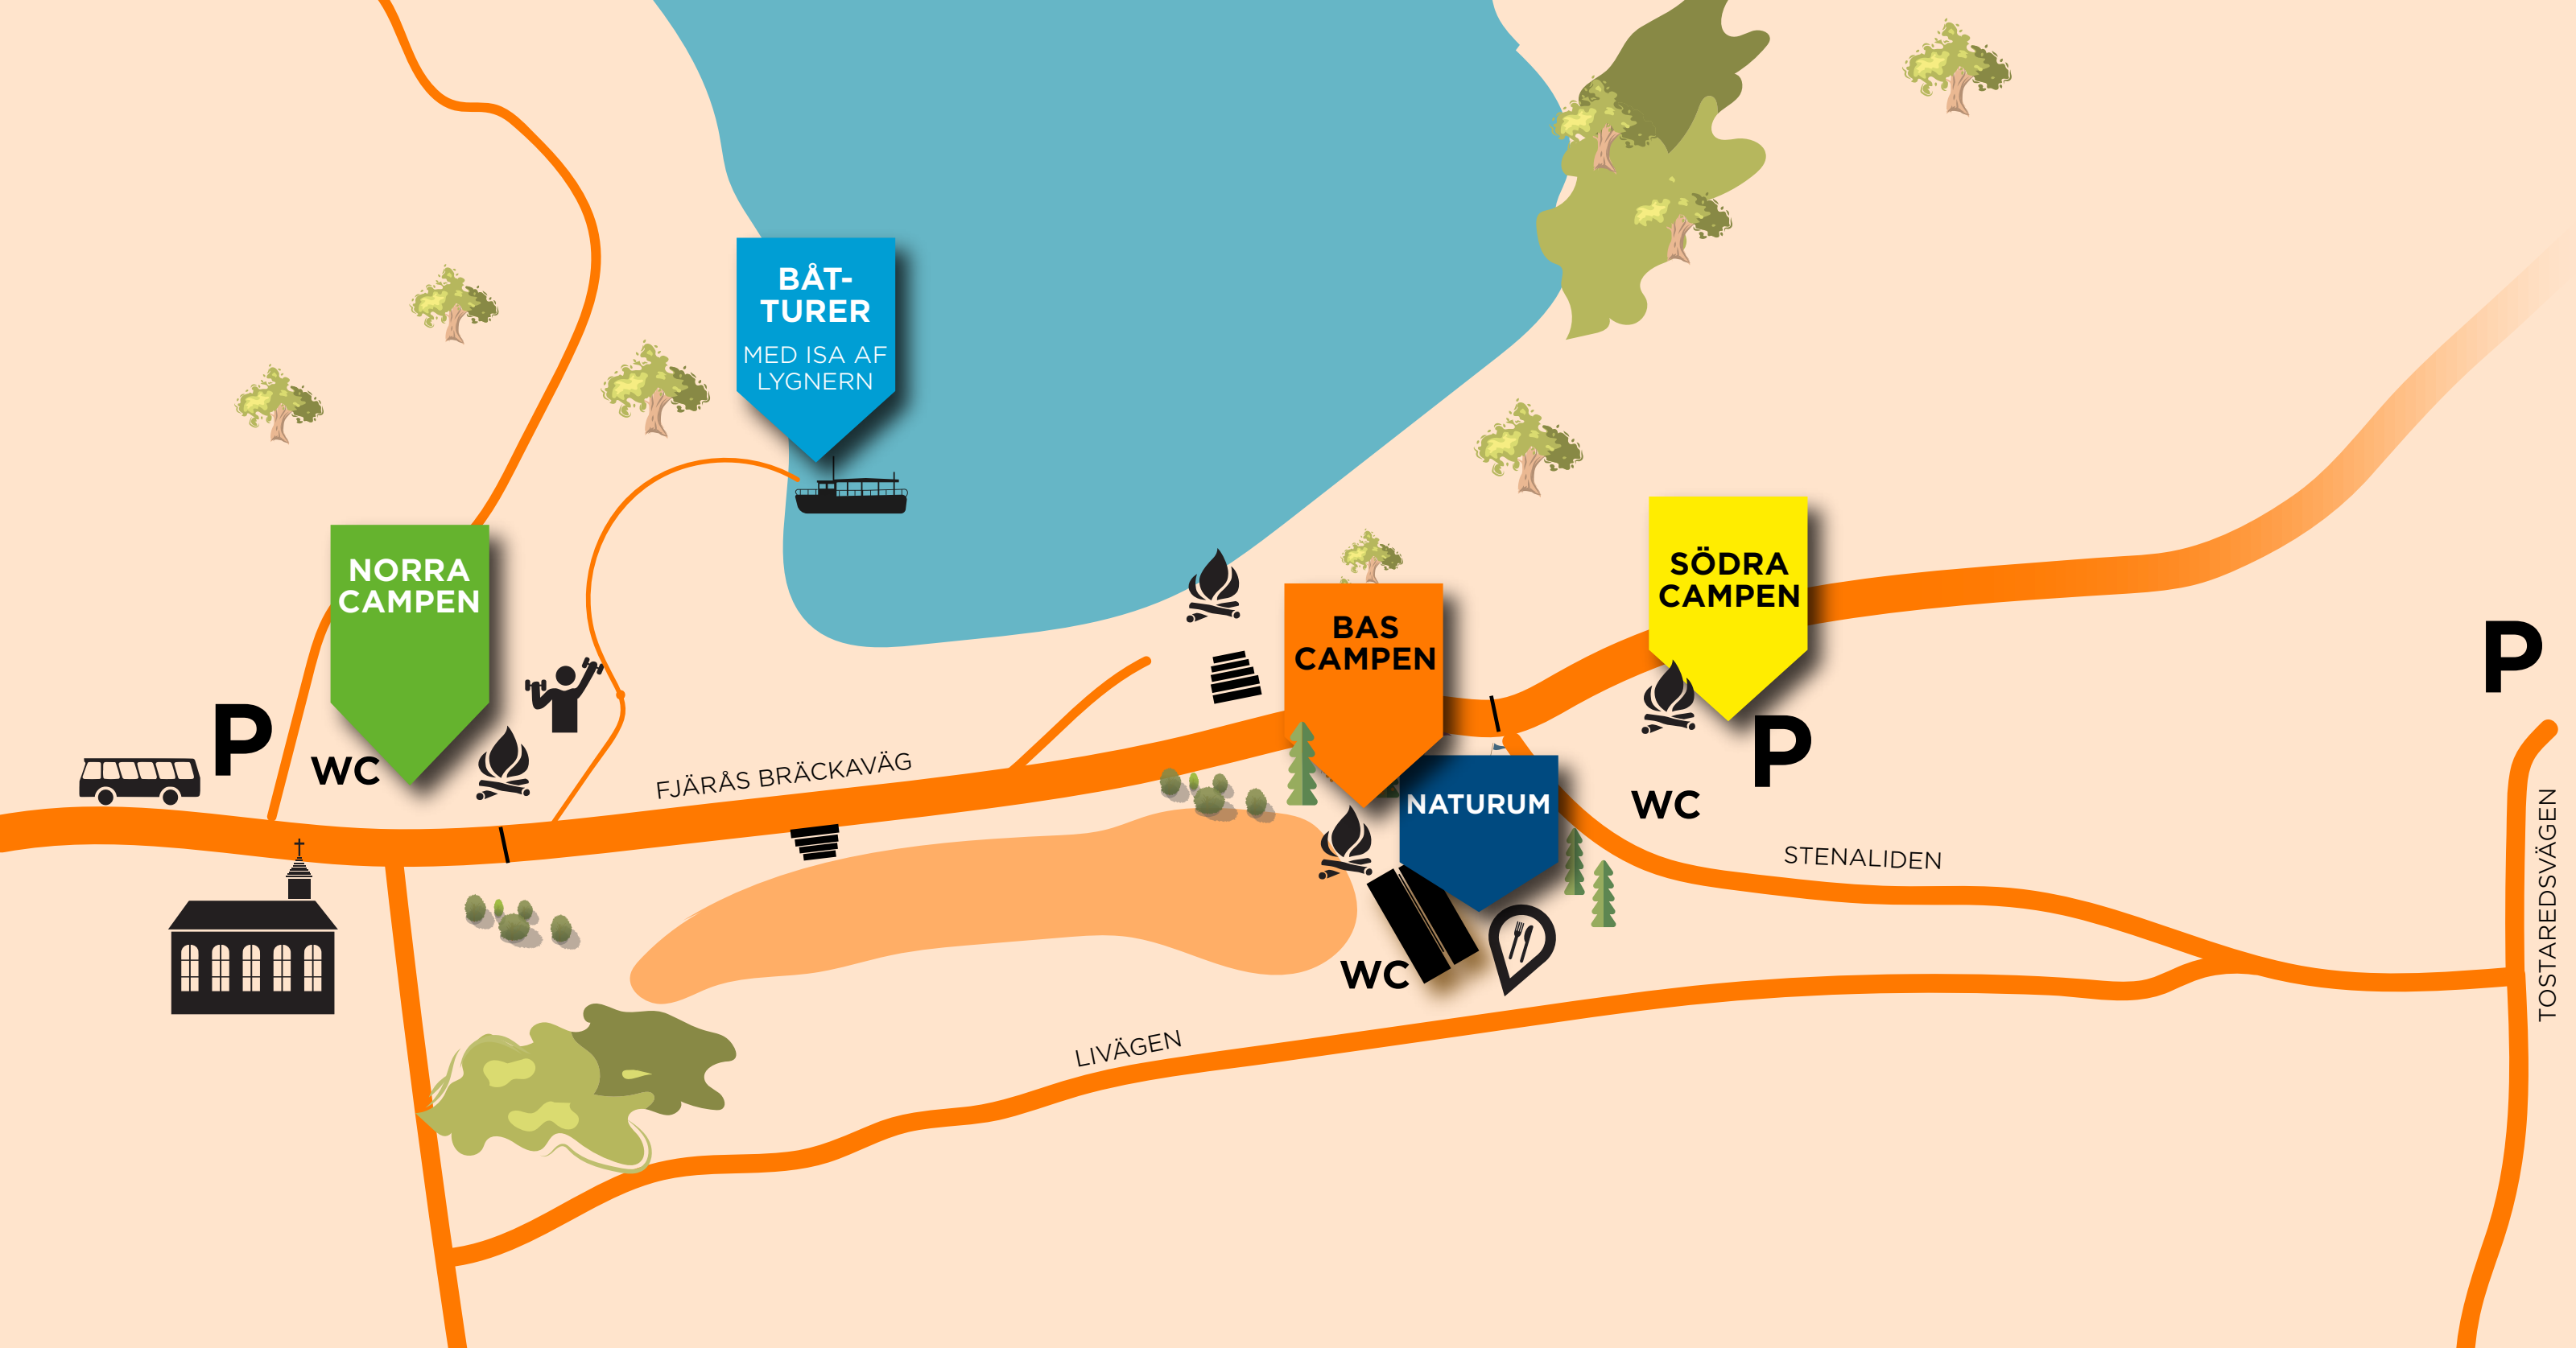 BÅT-
TURER
MED ISA AF
LYGNERN
NORRA
CAMPEN
SÖDRA
CAMPEN
BAS
CAMPEN
P
P
P
WC
FJÄRÅS BRÄCKAVÄG
NATURUM
WC
STENALIDEN
TOSTAREDSVÄGEN
WC
LIVÄGEN